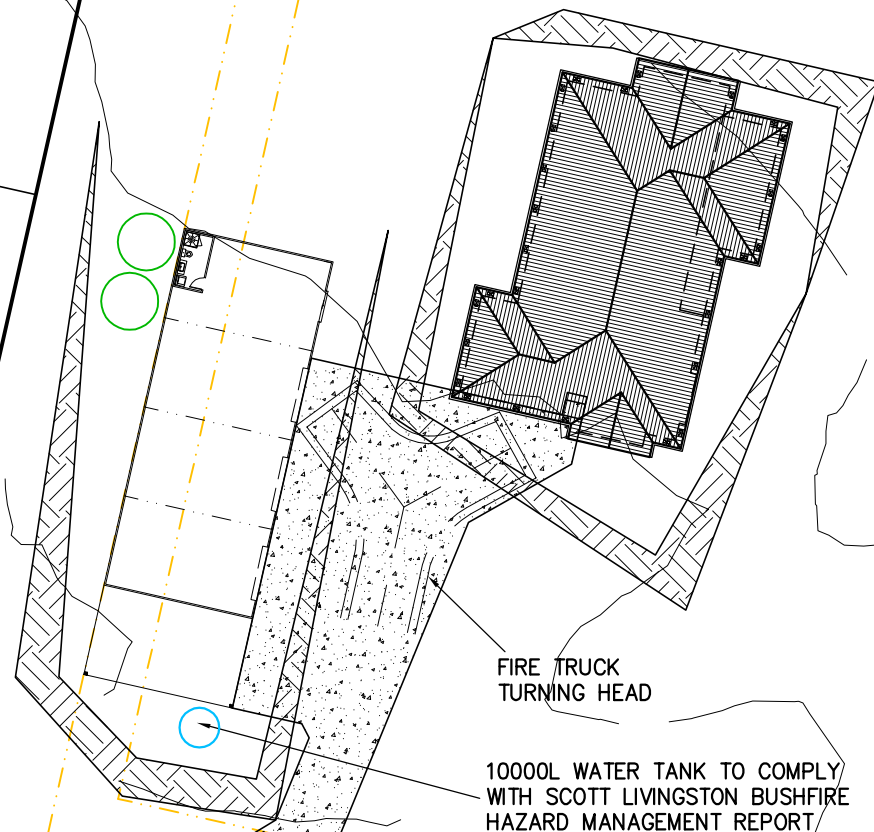 FIRE TRUCK
TURNING HEAD
10000L WATER TANK TO COMPLY
WITH SCOTT LIVINGSTON BUSHFIRE
HAZARD MANAGEMENT REPORT